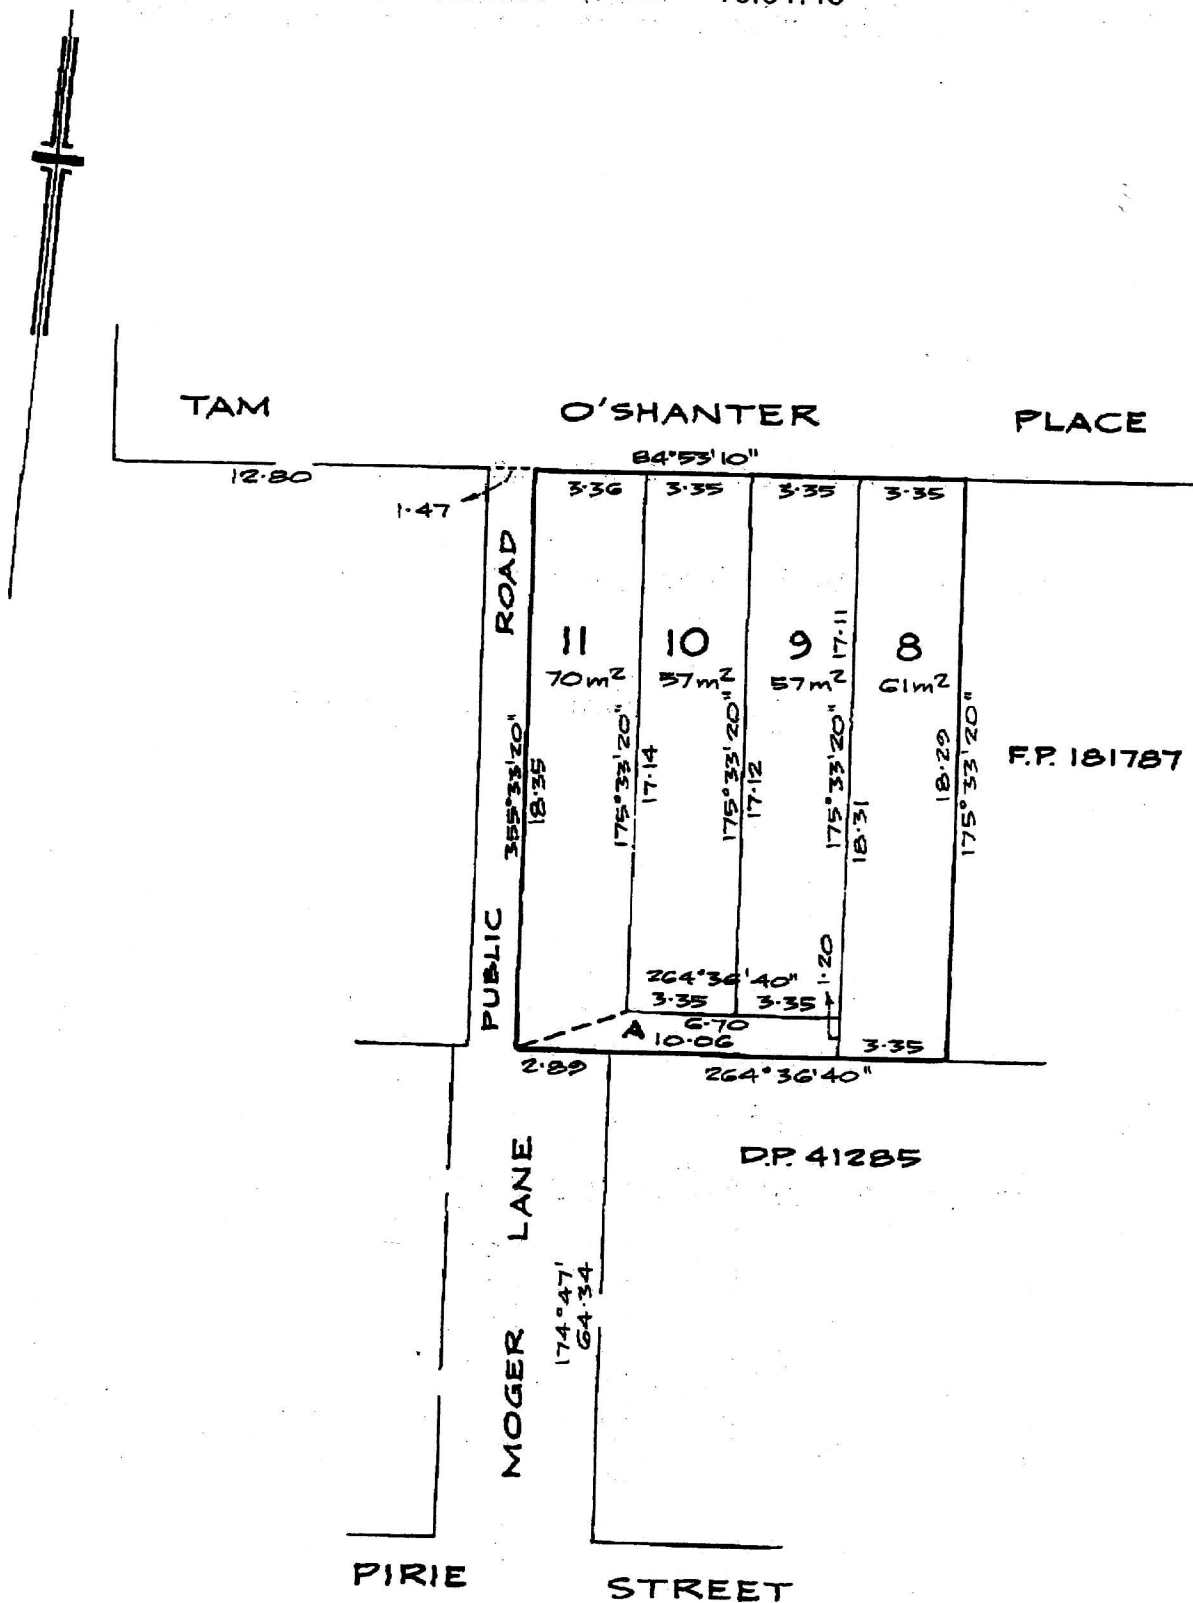 TAM O'SHANTER PLACE
84°53'10"
12·80
3·36 3·35 3·35 3·35
1·47
PUBLIC ROAD
11
70m²
10
57m²
9
57m²
8
61m²
17·11
355°33'20"
18·35
175°33'20"
17·14
175°33'20"
17·12
175°33'20"
18·31
18·29
175°33'20"
F.P. 181787
1·20
264°36'40"
3·35 3·35
A
6·70
10·06
3·35
2·89
264°36'40"
D.P. 41285
MOGER LANE
174°47'
64·34
PIRIE STREET